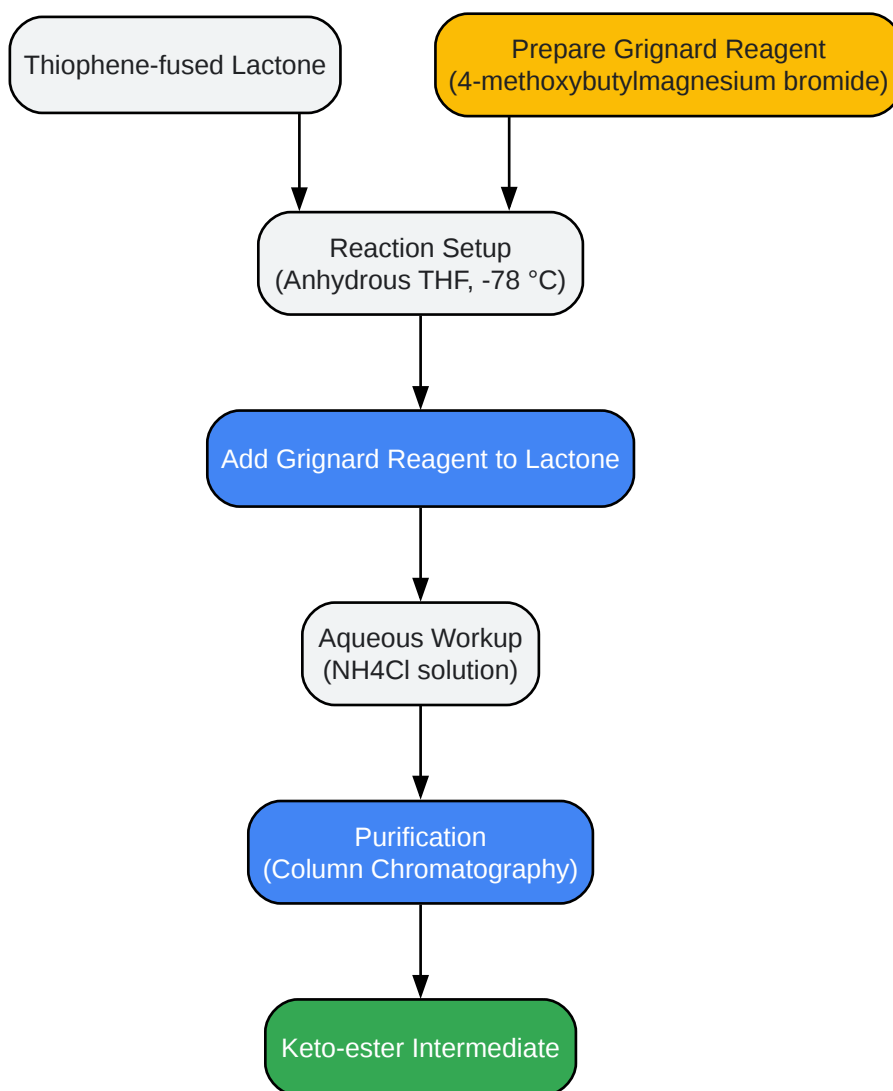 Thiophene-fused Lactone
Prepare Grignard Reagent
(4-methoxybutylmagnesium bromide)
Reaction Setup
(Anhydrous THF, -78 °C)
Add Grignard Reagent to Lactone
Aqueous Workup
(NH4Cl solution)
Purification
(Column Chromatography)
Keto-ester Intermediate